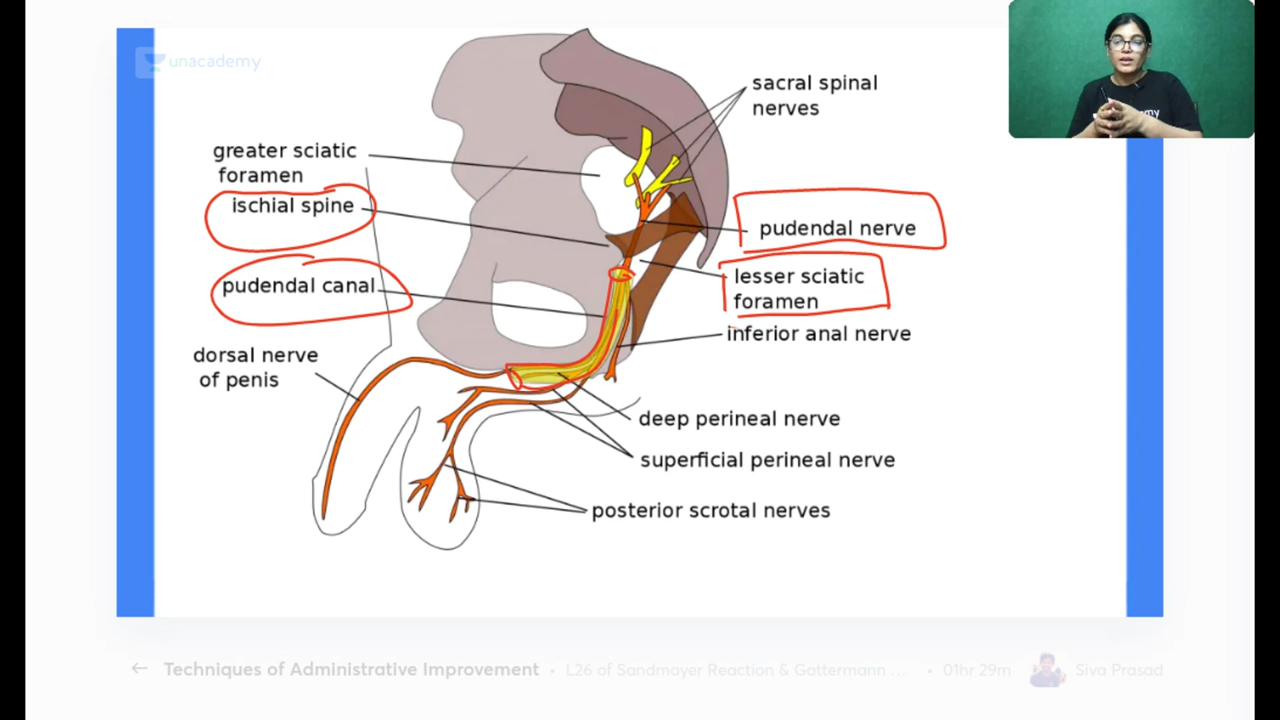 unacademy
sacral spinal
nerves
greater sciatic
foramen
ischial spine
pudendal nerve
pudendal canal
lesser sciatic
foramen
inferior anal nerve
dorsal nerve
of penis
deep perineal nerve
superficial perineal nerve
posterior scrotal nerves
Techniques of Administrative Improvement • L26 of Sandmayer Reaction & Gattermann ... • 01hr 29m Siva Prasad